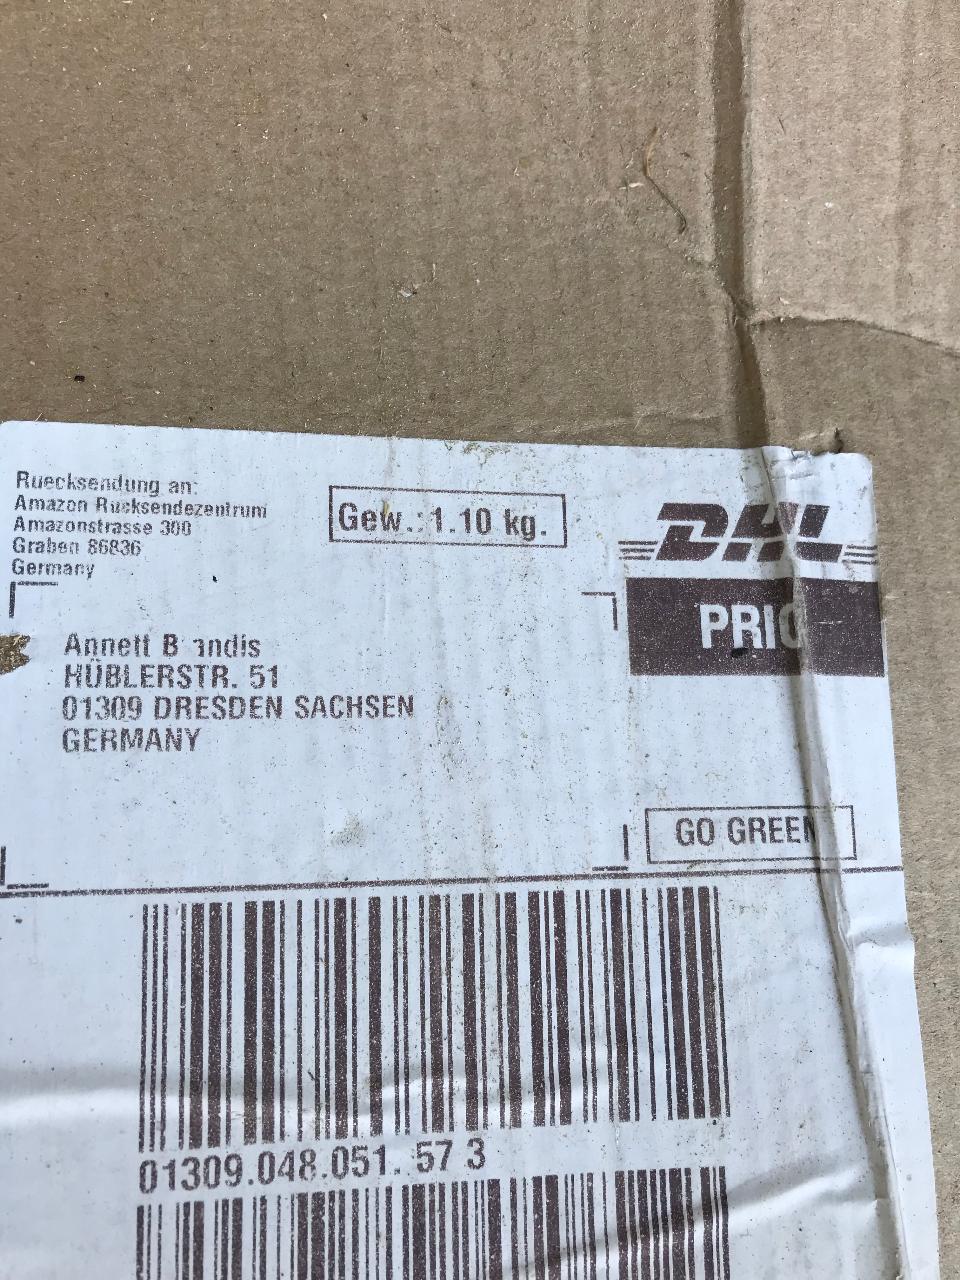 Ruecksendung an:
Amazon Rucksendezentrum
Amazonstrasse 300
Graben 86836
Germany
Gew.: 1.10 kg.
DHL
PRIO
Annett
HÜBLERSTR. 51
01309 DRESDEN SACHSEN
GERMANY
GO GREEN
01309.048.051. 57 3